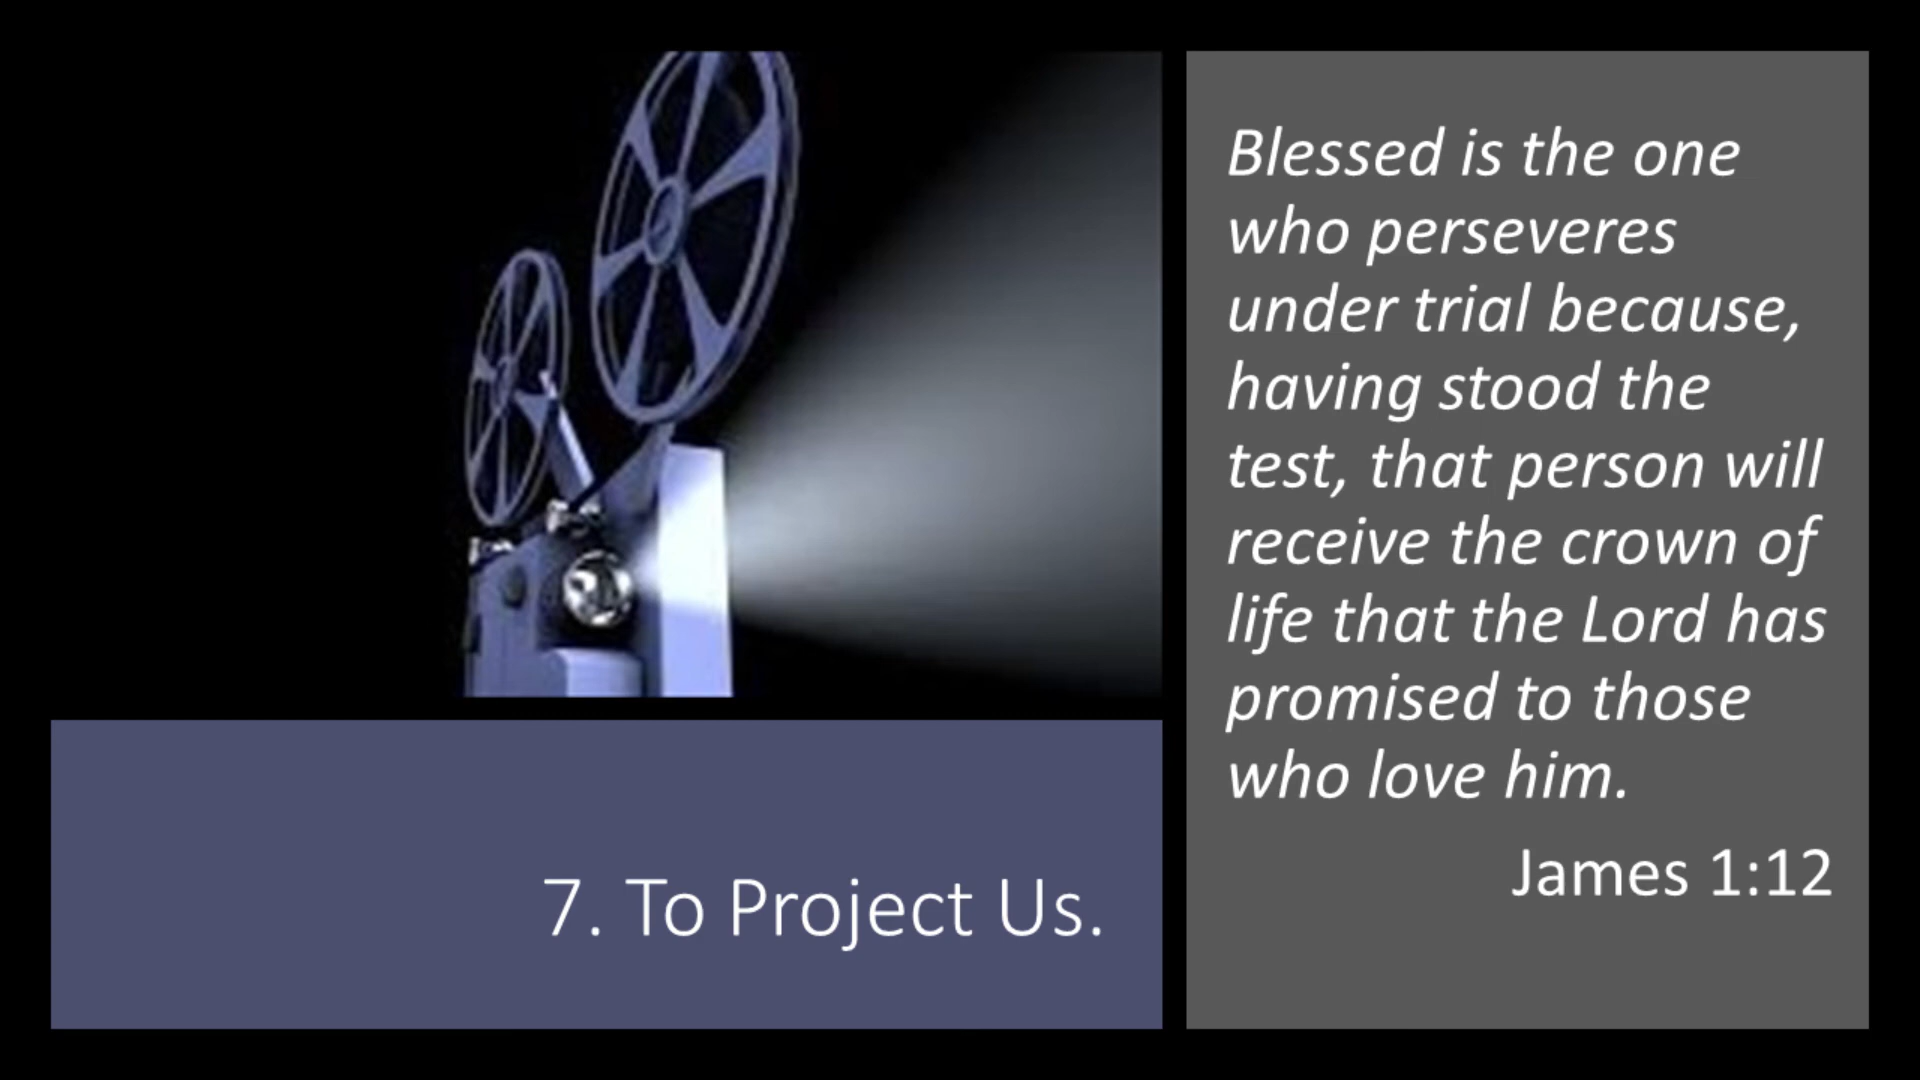 Blessed is the one
who perseveres
under trial because,
having stood the
test, that person will
receive the crown of
life that the Lord has
promised to those
who love him.
James 1:12
7. To Project Us.